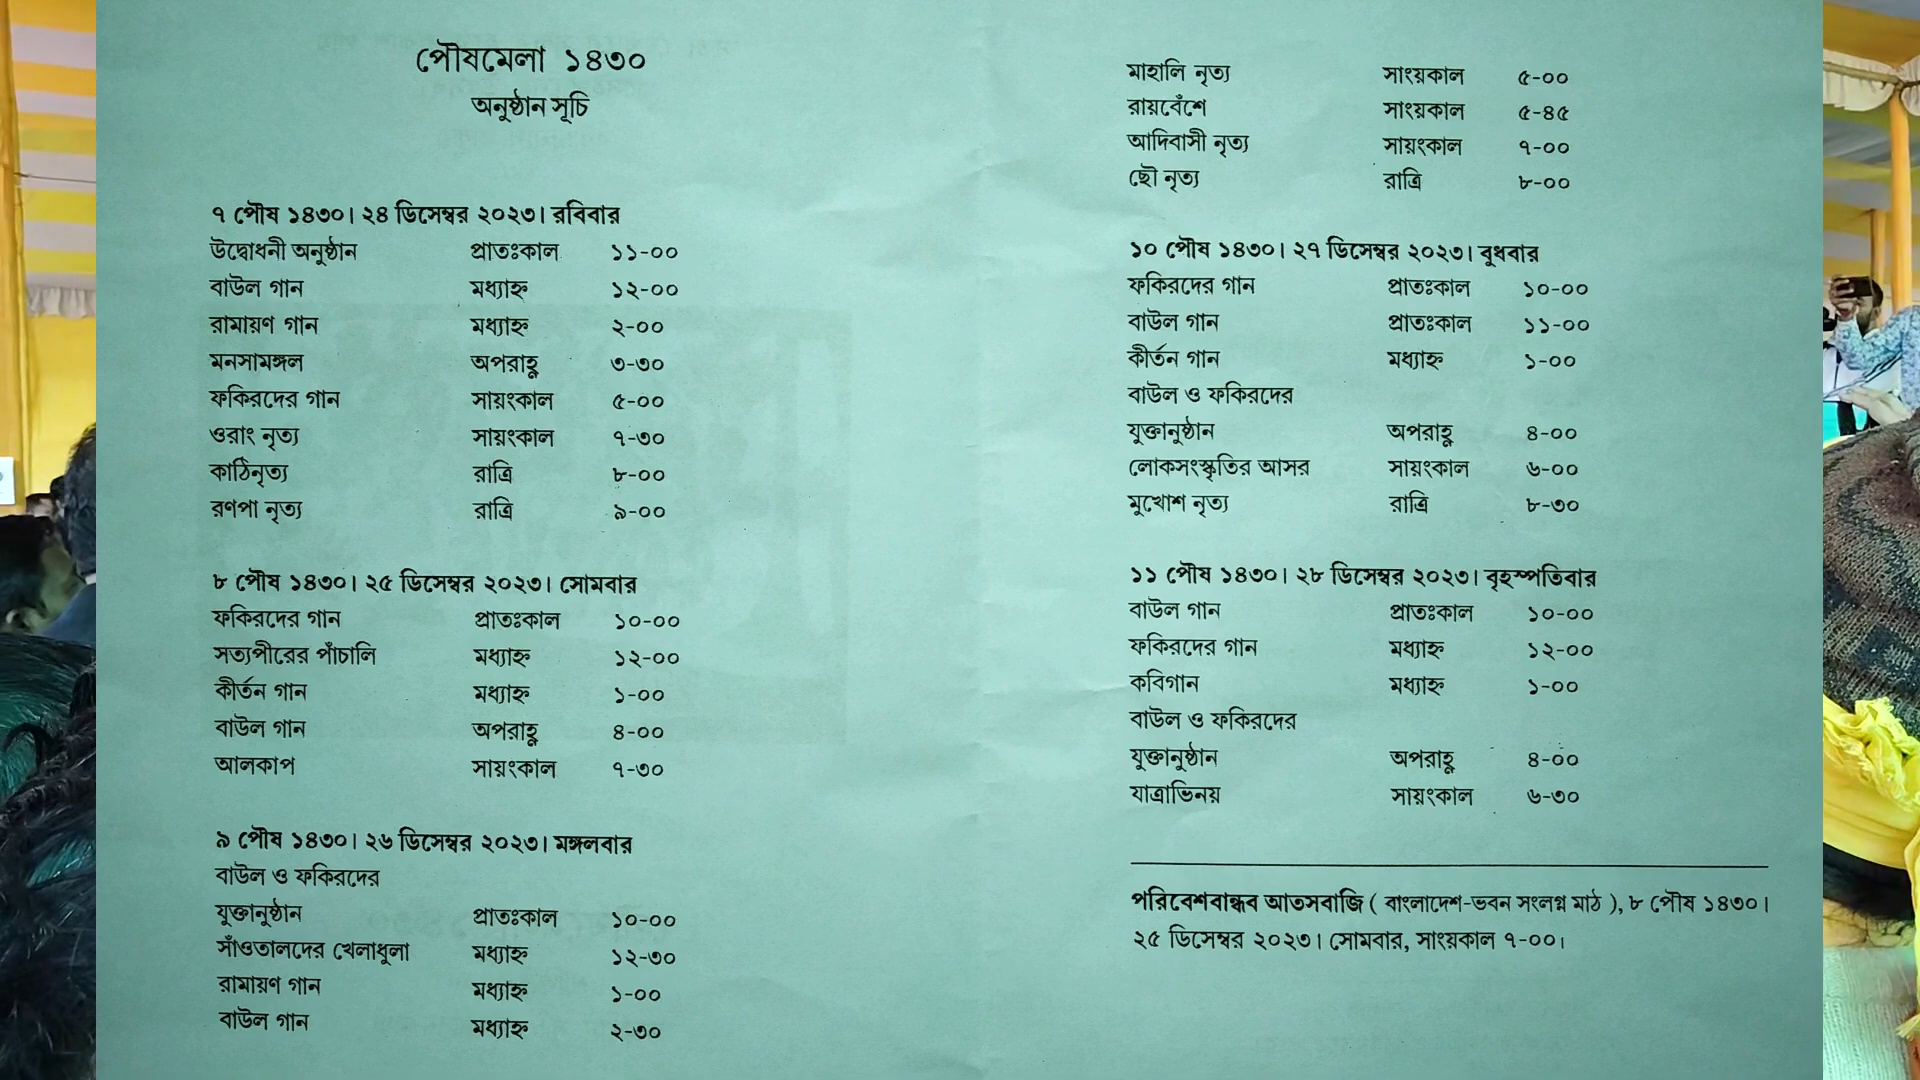 পৌষমেলা ১৪৩০
অনুষ্ঠান সূচি
৭ পৌষ ১৪৩০। ২৪ ডিসেম্বর ২০২৩। রবিবার
উদ্বোধনী অনুষ্ঠান প্রাতঃকাল ১১-০০
বাউল গান মধ্যাহ্ন ১২-০০
রামায়ণ গান মধ্যাহ্ন ২-০০
মনসামঙ্গল অপরাহ্ণ ৩-৩০
ফকিরদের গান সায়ংকাল ৫-০০
ওরাং নৃত্য সায়ংকাল ৭-৩০
কাঠিনৃত্য রাত্রি ৮-০০
রণপা নৃত্য রাত্রি ৯-০০
৮ পৌষ ১৪৩০। ২৫ ডিসেম্বর ২০২৩। সোমবার
ফকিরদের গান প্রাতঃকাল ১০-০০
সত্যপীরের পাঁচালি মধ্যাহ্ন ১২-০০
কীর্তন গান মধ্যাহ্ন ১-০০
বাউল গান অপরাহ্ণ ৪-০০
আলকাপ সায়ংকাল ৭-৩০
৯ পৌষ ১৪৩০। ২৬ ডিসেম্বর ২০২৩। মঙ্গলবার
বাউল ও ফকিরদের
যুক্তানুষ্ঠান প্রাতঃকাল ১০-০০
সাঁওতালদের খেলাধুলা মধ্যাহ্ন ১২-৩০
রামায়ণ গান মধ্যাহ্ন ১-০০
বাউল গান মধ্যাহ্ন ২-৩০
মাহালি নৃত্য সাংয়কাল ৫-০০
রায়বেঁশে সাংয়কাল ৫-৪৫
আদিবাসী নৃত্য সায়ংকাল ৭-০০
ছৌ নৃত্য রাত্রি ৮-০০
১০ পৌষ ১৪৩০। ২৭ ডিসেম্বর ২০২৩। বুধবার
ফকিরদের গান প্রাতঃকাল ১০-০০
বাউল গান প্রাতঃকাল ১১-০০
কীর্তন গান মধ্যাহ্ন ১-০০
বাউল ও ফকিরদের
যুক্তানুষ্ঠান অপরাহ্ণ ৪-০০
লোকসংস্কৃতির আসর সায়ংকাল ৬-০০
মুখোশ নৃত্য রাত্রি ৮-৩০
১১ পৌষ ১৪৩০। ২৮ ডিসেম্বর ২০২৩। বৃহস্পতিবার
বাউল গান প্রাতঃকাল ১০-০০
ফকিরদের গান মধ্যাহ্ন ১২-০০
কবিগান মধ্যাহ্ন ১-০০
বাউল ও ফকিরদের
যুক্তানুষ্ঠান অপরাহ্ণ ৪-০০
যাত্রাভিনয় সায়ংকাল ৬-৩০
পরিবেশবান্ধব আতসবাজি ( বাংলাদেশ-ভবন সংলগ্ন মাঠ ), ৮ পৌষ ১৪৩০।
২৫ ডিসেম্বর ২০২৩। সোমবার, সাংয়কাল ৭-০০।